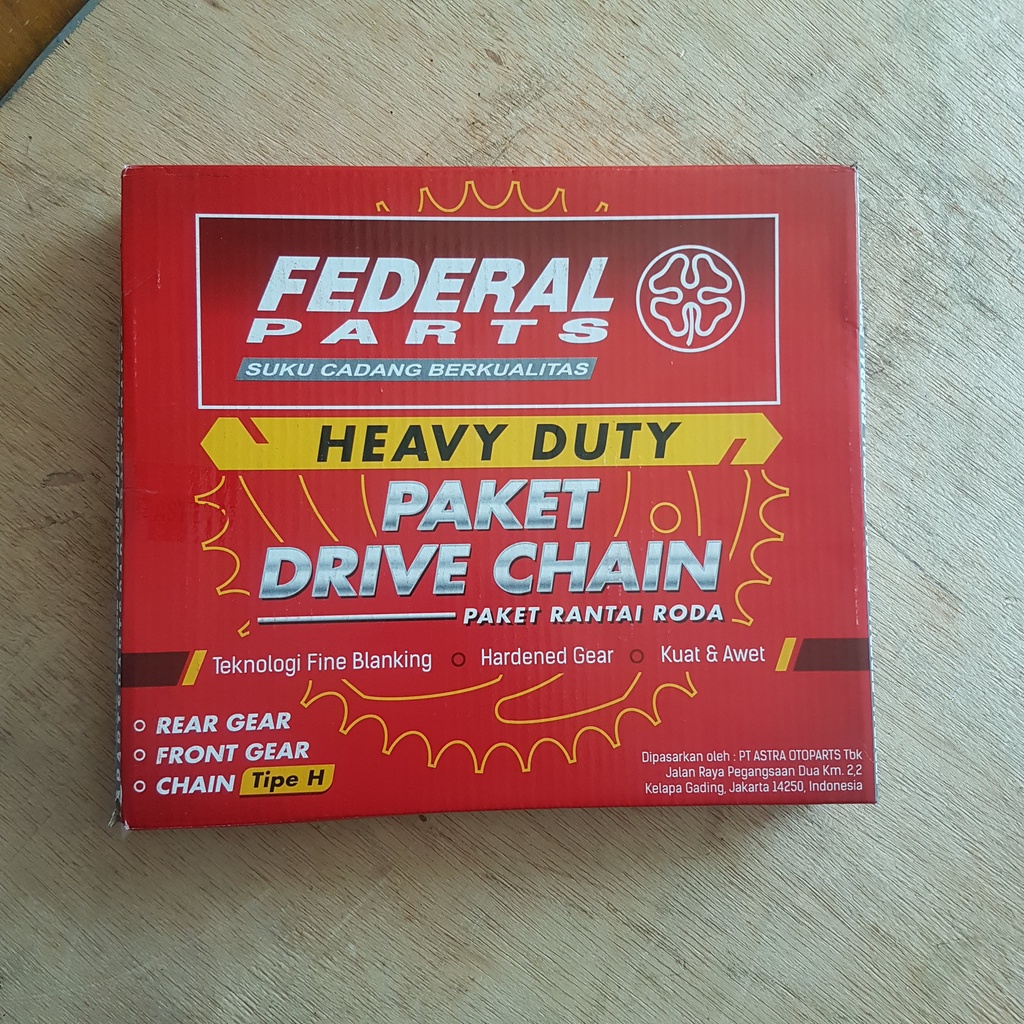 FEDERAL
PARTS
SUKU CADANG BERKUALITAS
HEAVY DUTY
PAKET
DRIVE CHAIN
PAKET RANTAI RODA
Teknologi Fine Blanking o Hardened Gear o Kuat & Awet
REAR GEAR
FRONT GEAR
CHAIN Tipe H
Dipasarkan oleh : PT ASTRA OTOPARTS Tbk
Jalan Raya Pegangsaan Dua Km. 2,2
Kelapa Gading, Jakarta 14250, Indonesia